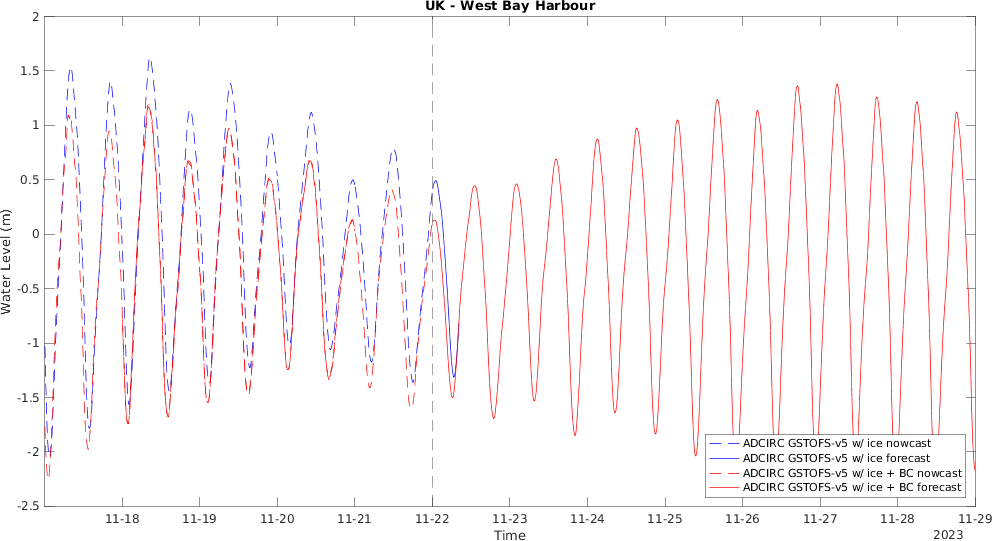 UK - West Bay Harbour
2
1.5
1
0.5
0
-0.5
-1
-1.5
-2
-2.5
Water Level (m)
ADCIRC GSTOFS-v5 w/ ice nowcast
ADCIRC GSTOFS-v5 w/ ice forecast
ADCIRC GSTOFS-v5 w/ ice + BC nowcast
ADCIRC GSTOFS-v5 w/ ice + BC forecast
11-18 11-19 11-20 11-21 11-22 11-23 11-24 11-25 11-26 11-27 11-28 11-29
Time
2023